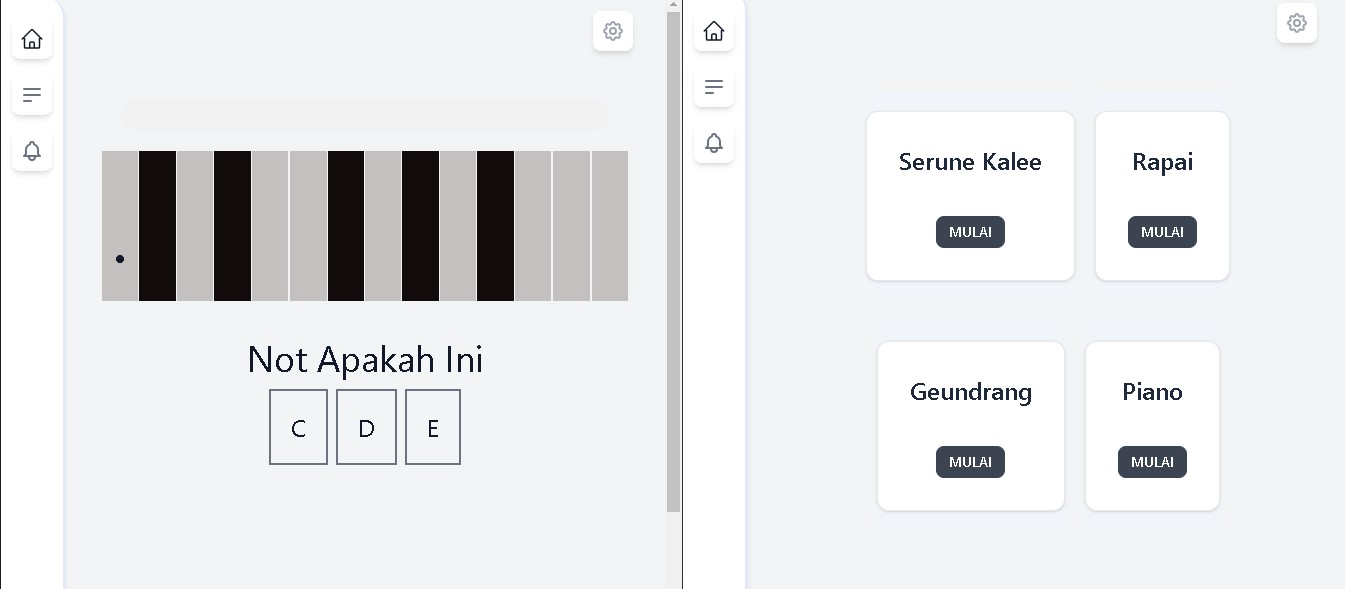 Not Apakah Ini
C D E
Serune Kalee
MULAI
Rapai
MULAI
Geundrang
MULAI
Piano
MULAI